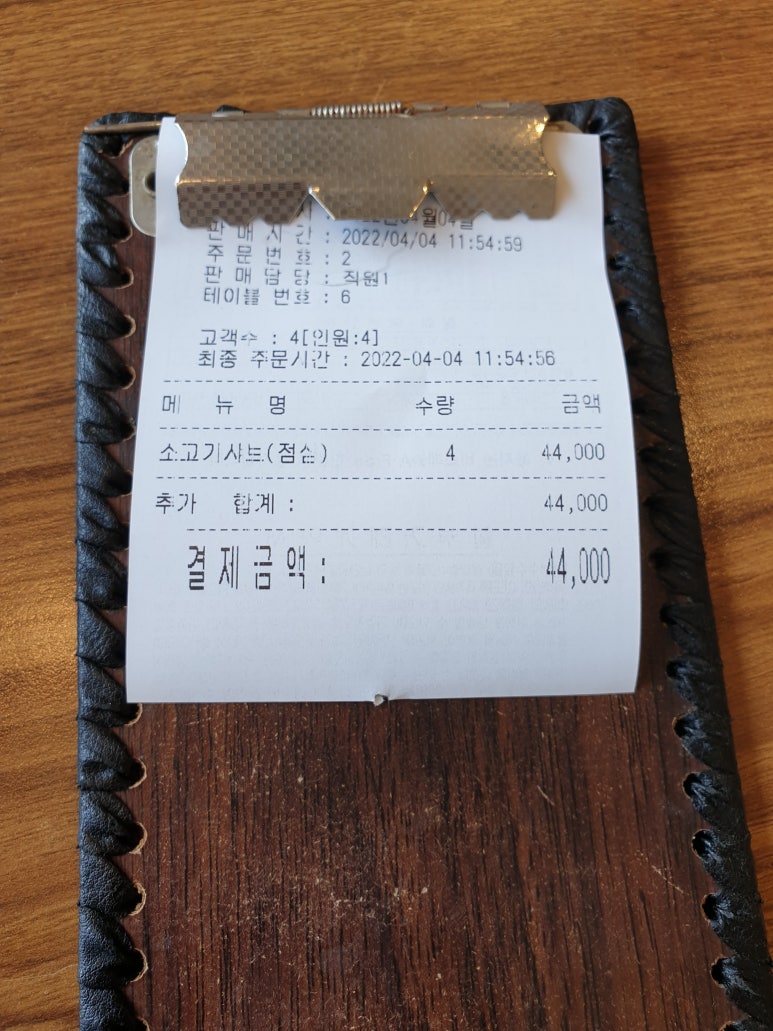 판 매 시 간 : 2022/04/04 11:54:59
주 문 번 호 : 2
판 매 담 당 : 직원1
테이블 번호 : 6
고객수 : 4[인원:4]
최종 주문시간 : 2022-04-04 11:54:56
메 뉴 명 수량 금액
소고기샤브(점심) 4 44,000
추가 합계 : 44,000
결 제 금 액 : 44,000